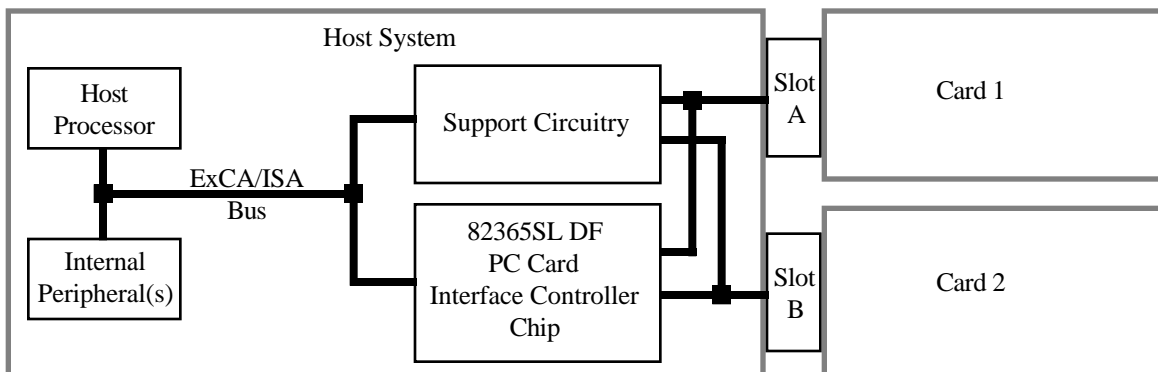 Host System
Host
Processor
ExCA/ISA
Bus
Internal
Peripheral(s)
Support Circuitry
82365SL DF
PC Card
Interface Controller
Chip
Slot
A
Card 1
Slot
B
Card 2